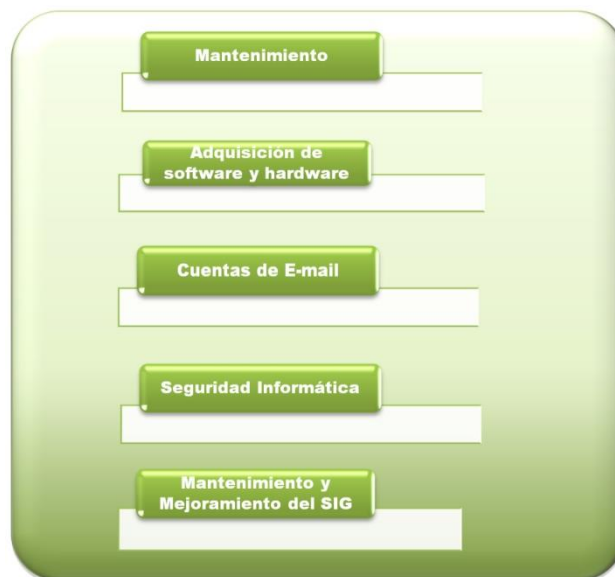 Mantenimiento
Adquisición de
software y hardware
Cuentas de E-mail
Seguridad Informática
Mantenimiento y
Mejoramiento del SIG